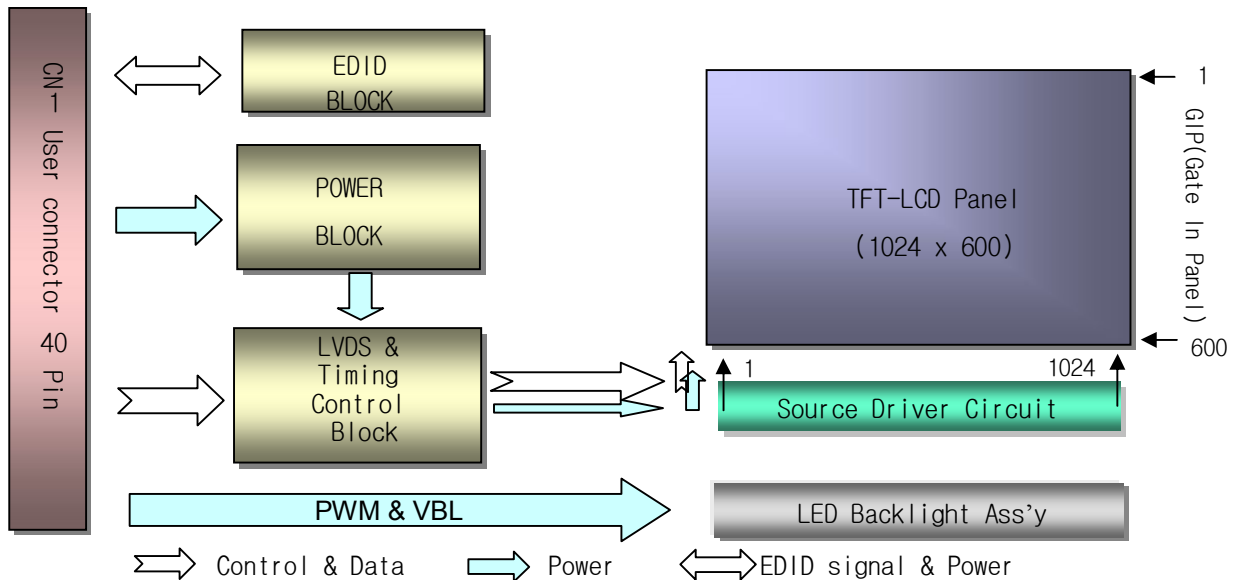 CN1 User connector 40 Pin
EDID
BLOCK
POWER
BLOCK
LVDS &
Timing
Control
Block
TFT-LCD Panel
(1024 x 600)
1
GIP(Gate In Panel)
600
1
1024
Source Driver Circuit
PWM & VBL
LED Backlight Ass’y
Control & Data
Power
EDID signal & Power